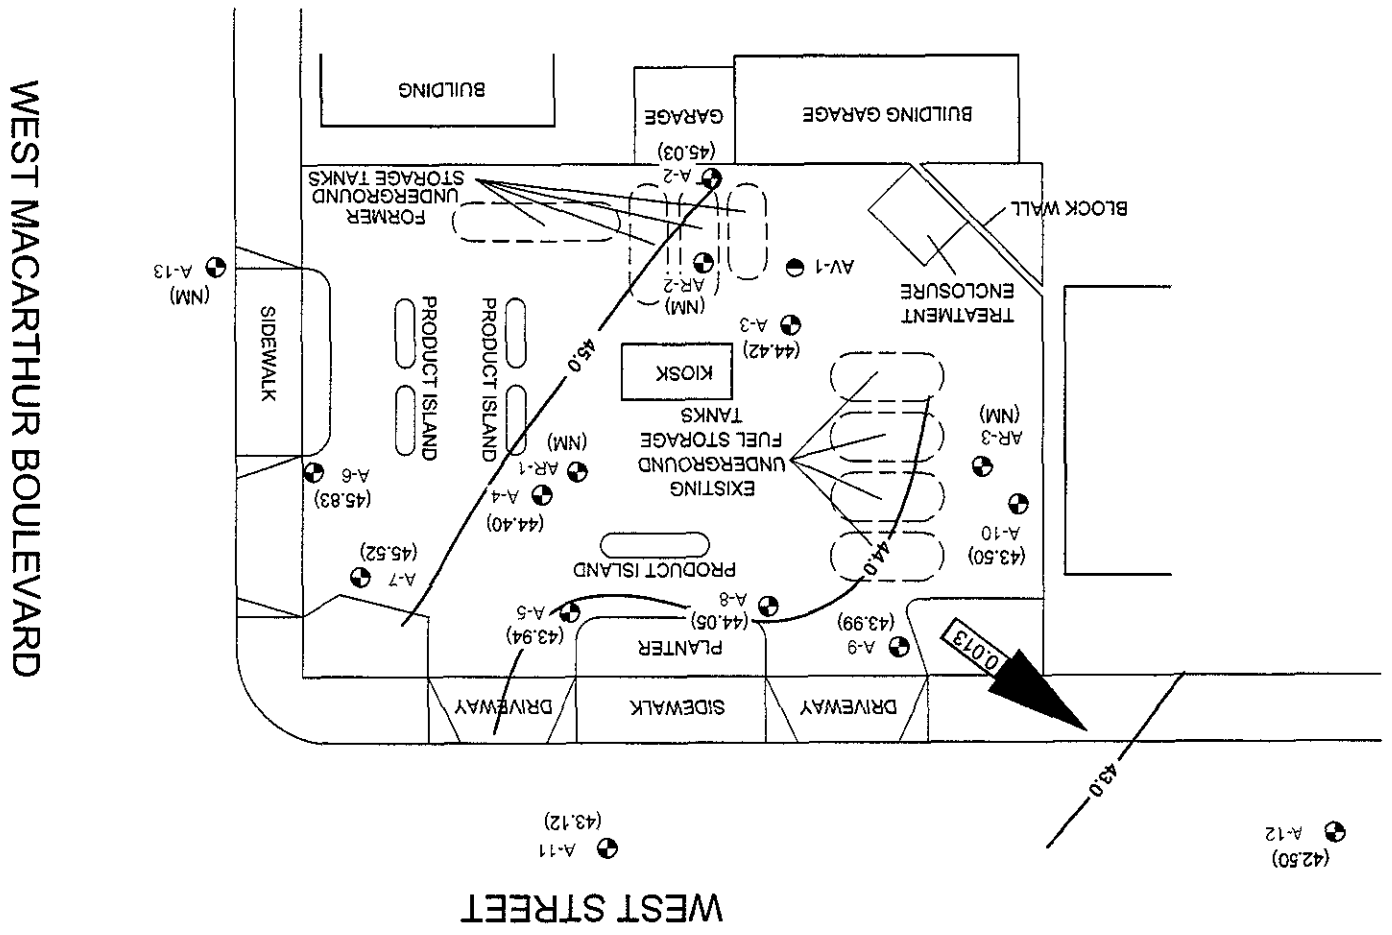 WEST STREET
(42.50)
A-12
A-11
(43.12)
43.0
0.013
DRIVEWAY
SIDEWALK
DRIVEWAY
A-9
(43.99)
PLANTER
(44.05)
A-8
(43.94)
A-5
A-7
(45.52)
PRODUCT ISLAND
44.0
(43.50)
A-10
AR-3
(NM)
EXISTING
UNDERGROUND
FUEL STORAGE
TANKS
(44.40)
A-4
AR-1
(NM)
(45.83)
A-6
KIOSK
45.0
PRODUCT ISLAND
PRODUCT ISLAND
SIDEWALK
(44.42)
A-3
TREATMENT
ENCLOSURE
(NM)
AR-2
AV-1
(NM)
A-13
BLOCK WALL
FORMER
UNDERGROUND
STORAGE TANKS
A-2
(45.03)
BUILDING GARAGE
GARAGE
BUILDING
WEST MACARTHUR BOULEVARD